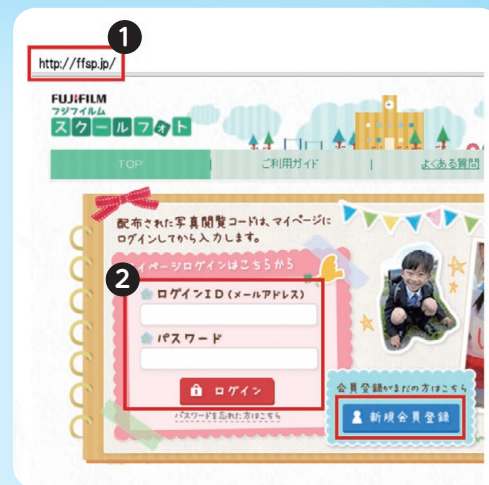 1
http://ffsp.jp/
FUJIFILM
フジフイルム
スクールフォト
TOP | ご利用ガイド | よくある質問
配布された写真閲覧コードは、マイページに
ログインしてから入力します。
マイページログインはこちらから
2
ログインID(メールアドレス)
パスワード
ログイン
パスワードを忘れた方はこちら
会員登録がまだの方はこちら
新規会員登録